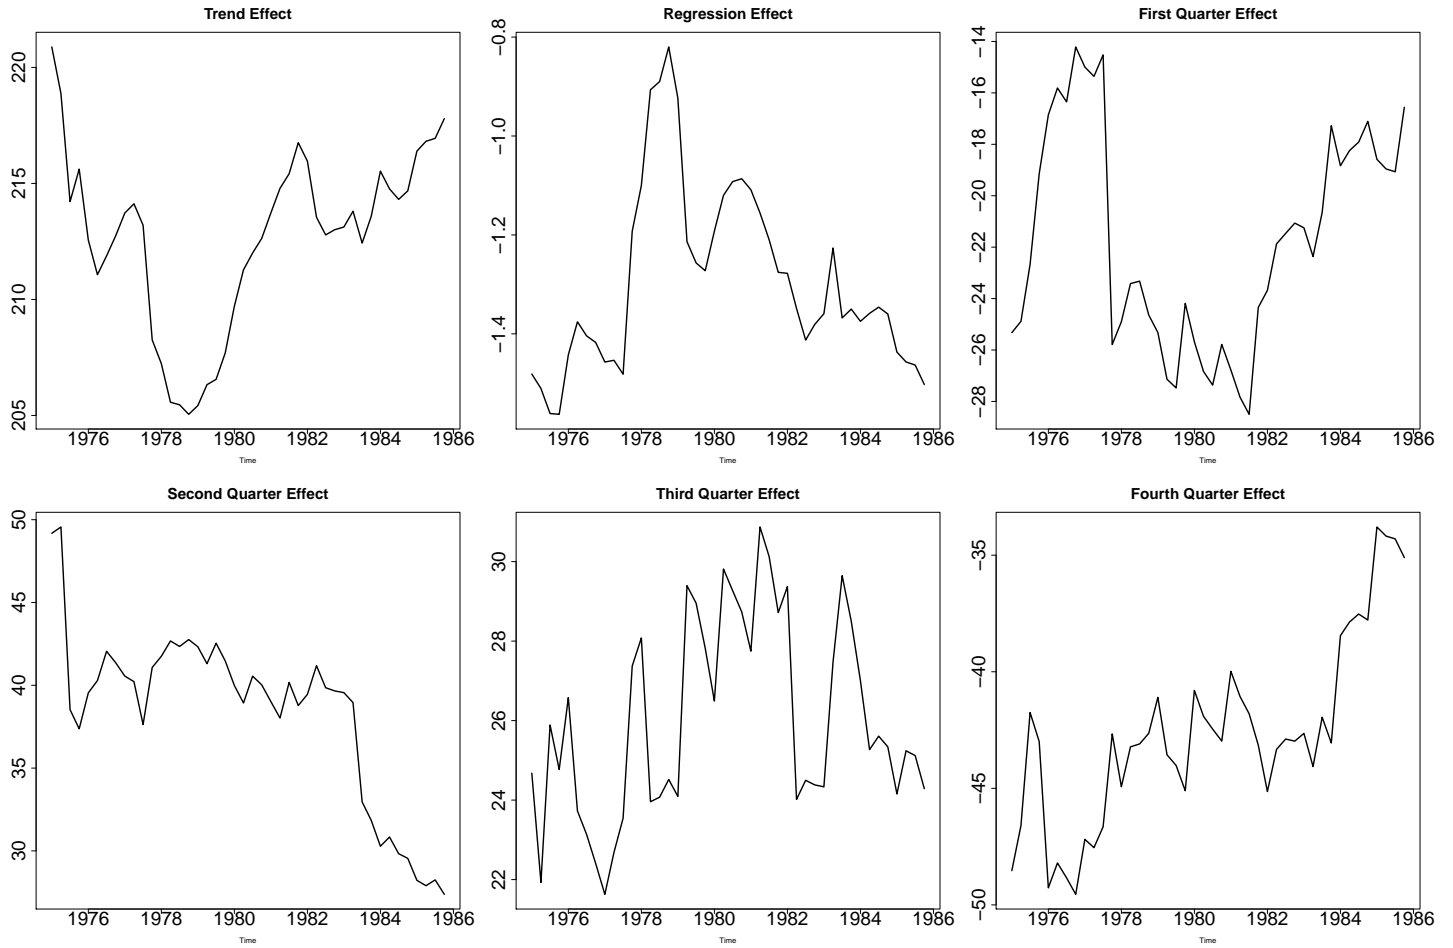 Trend Effect
220
215
210
205
1976 1978 1980 1982 1984 1986
Time
Regression Effect
−0.8
−1.0
−1.2
−1.4
1976 1978 1980 1982 1984 1986
Time
First Quarter Effect
−14
−16
−18
−20
−22
−24
−26
−28
1976 1978 1980 1982 1984 1986
Time
Second Quarter Effect
50
45
40
35
30
1976 1978 1980 1982 1984 1986
Time
Third Quarter Effect
30
28
26
24
22
1976 1978 1980 1982 1984 1986
Time
Fourth Quarter Effect
−35
−40
−45
−50
1976 1978 1980 1982 1984 1986
Time